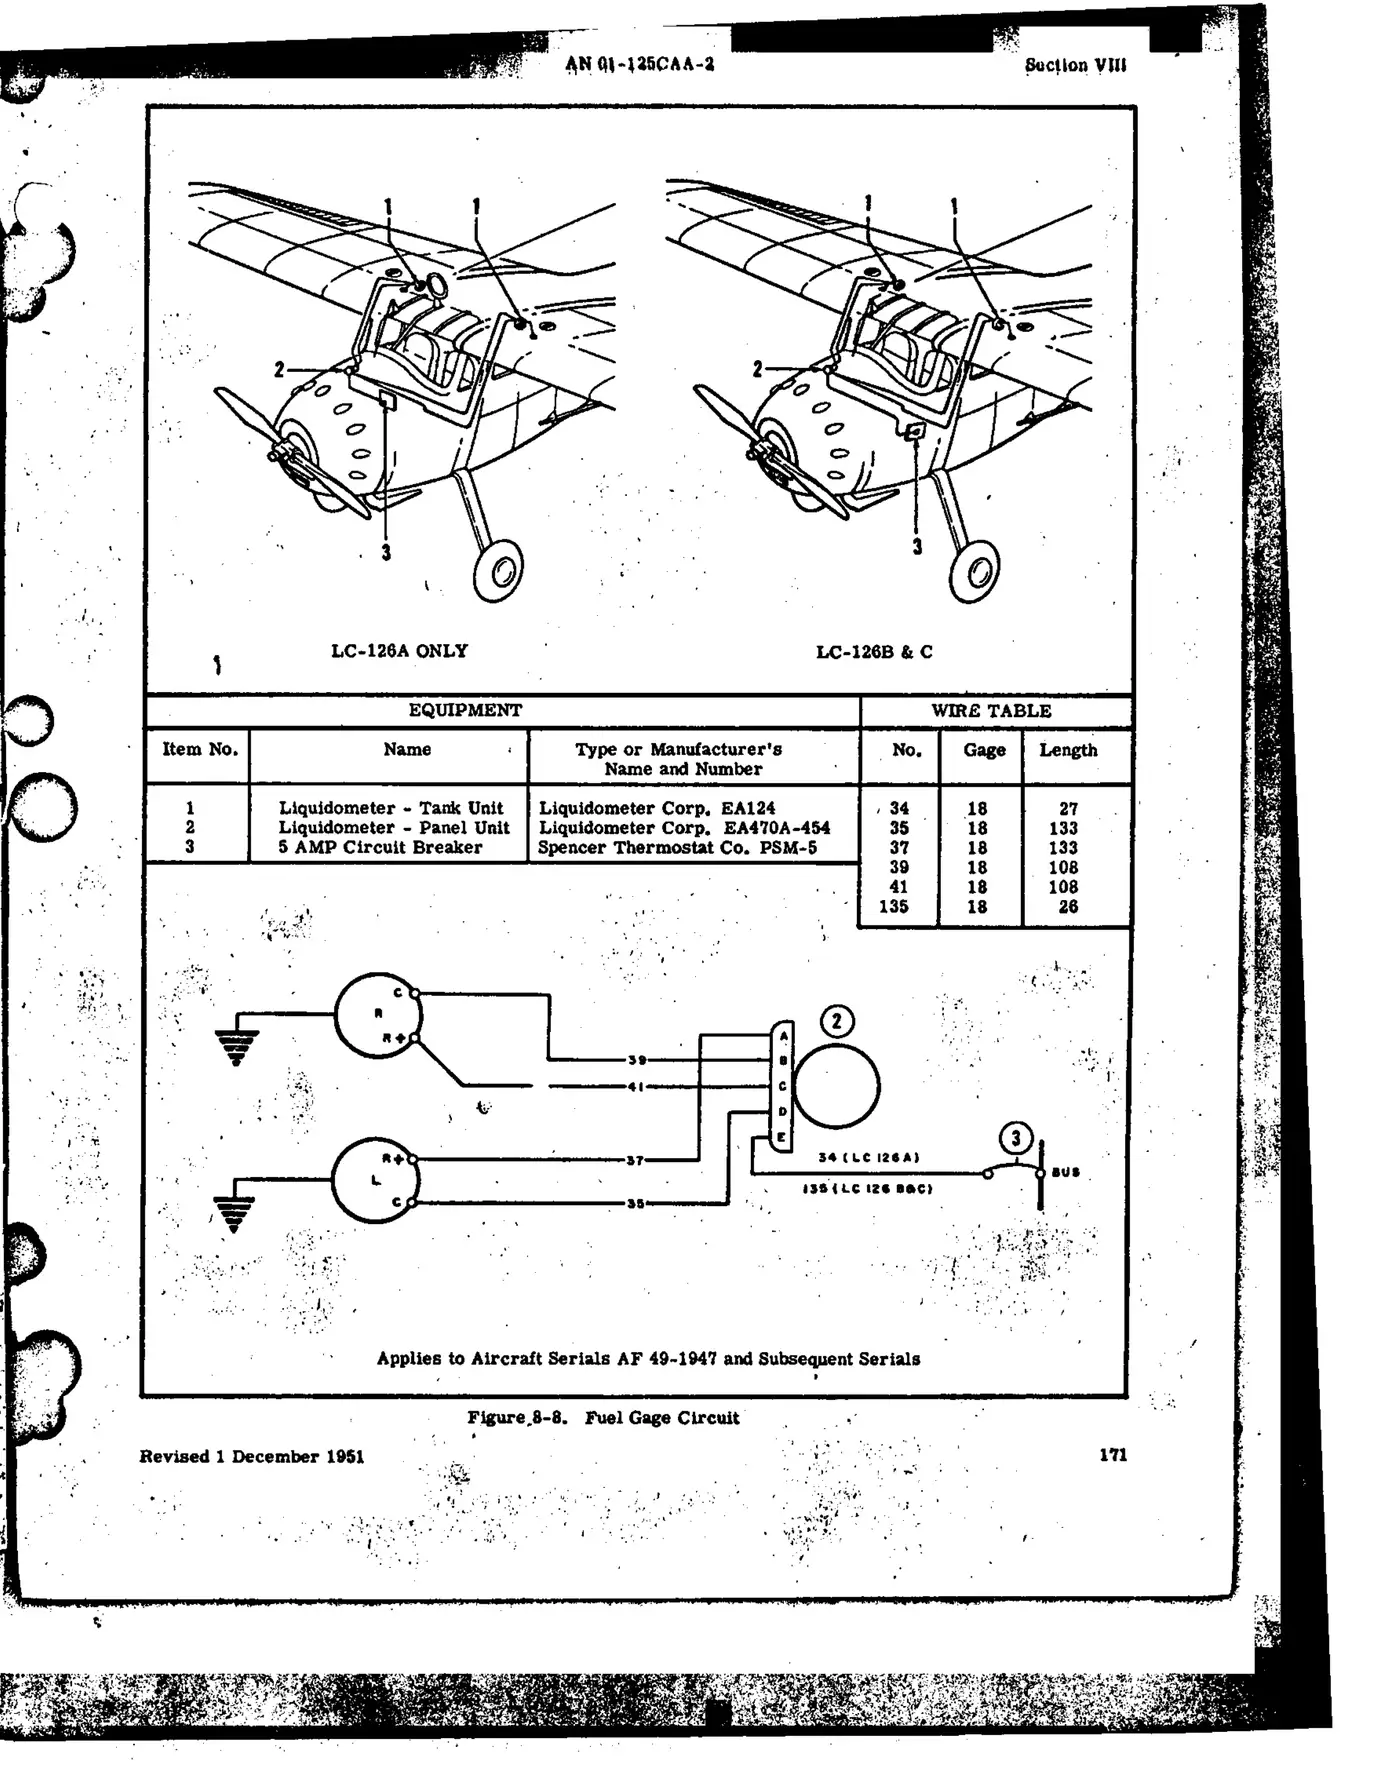 AN 01-125CAA-2
Section VIII
1 1
1 1
2
2
3
3
LC-126A ONLY
LC-126B & C
EQUIPMENT
WIRE TABLE
Item No. Name Type or Manufacturer's Name and Number No. Gage Length
1 Liquidometer - Tank Unit Liquidometer Corp. EA124 34 18 27
2 Liquidometer - Panel Unit Liquidometer Corp. EA470A-454 35 18 133
3 5 AMP Circuit Breaker Spencer Thermostat Co. PSM-5 37 18 133
39 18 108
41 18 108
135 18 26
C
R
R+
39
41
A
B
C
D
E
2
R+
L
C
37
35
34 (LC 126A)
135 (LC 126 B&C)
3
BUS
Applies to Aircraft Serials AF 49-1947 and Subsequent Serials
Figure 8-8. Fuel Gage Circuit
Revised 1 December 1951
171